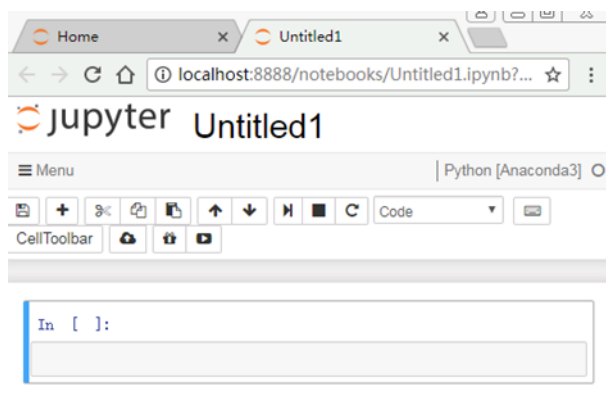 Home
Untitled1
localhost:8888/notebooks/Untitled1.ipynb?...
jupyter Untitled1
Menu
Python [Anaconda3]
Code
CellToolbar
In [ ]: